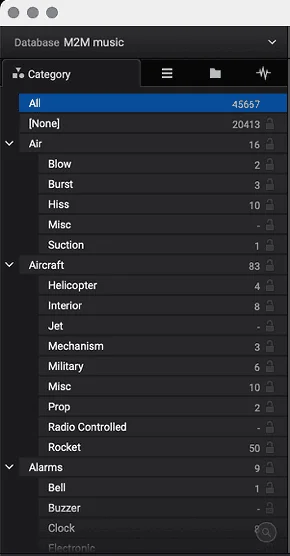 Database M2M music
Category
All 45667
[None] 20413
Air 16
Blow 2
Burst 3
Hiss 10
Misc -
Suction 1
Aircraft 83
Helicopter 4
Interior 8
Jet -
Mechanism 3
Military 6
Misc 10
Prop 2
Radio Controlled -
Rocket 50
Alarms 9
Bell 1
Buzzer -
Clock
Electronic